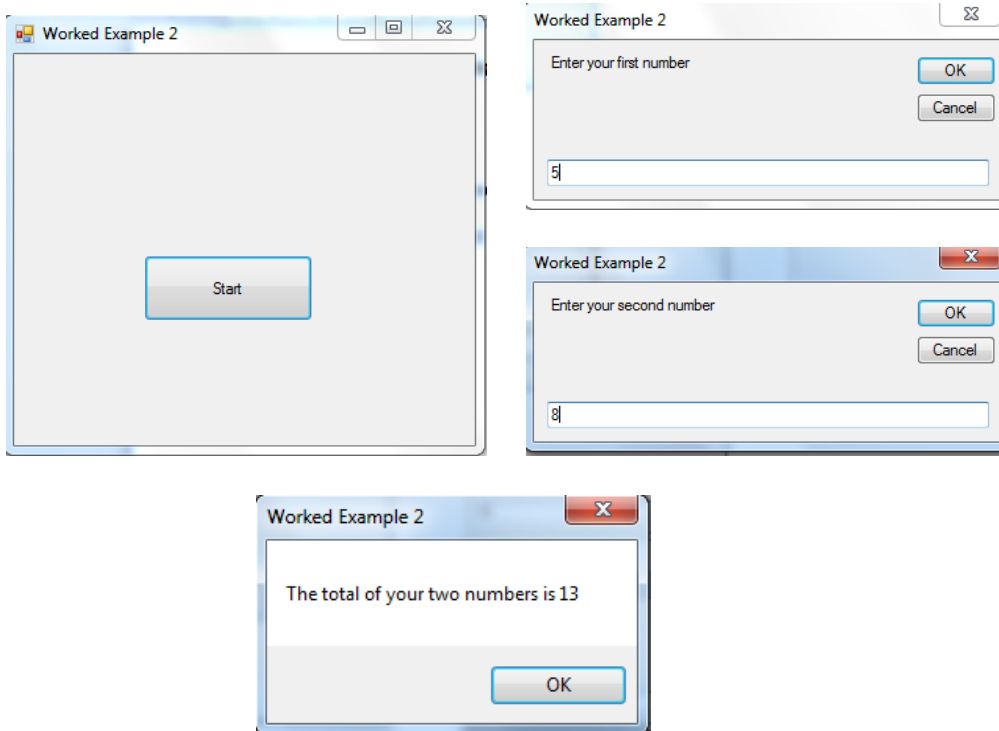 Worked Example 2
Start
Worked Example 2
Enter your first number
OK
Cancel
5
Worked Example 2
Enter your second number
OK
Cancel
8
Worked Example 2
The total of your two numbers is 13
OK